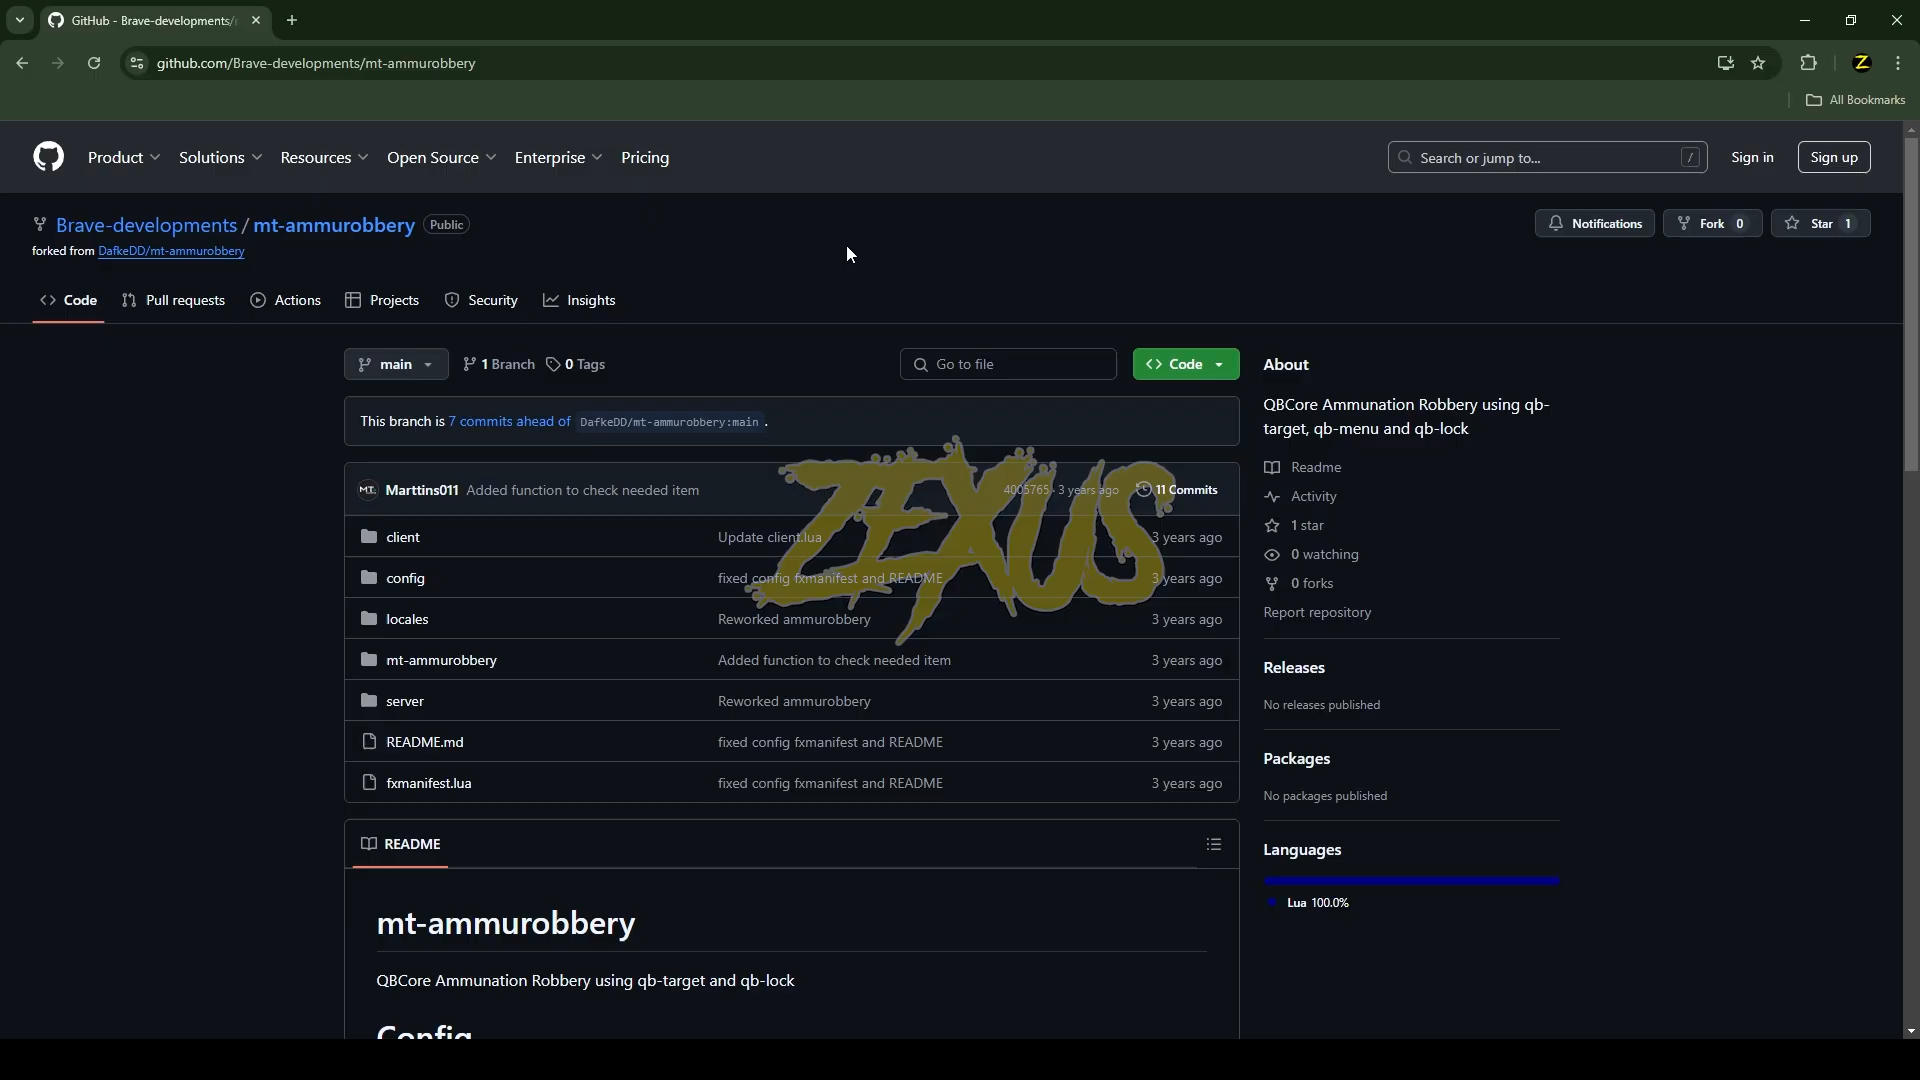 GitHub - Brave-developments/
github.com/Brave-developments/mt-ammurobbery
Z
All Bookmarks
Product Solutions Resources Open Source Enterprise Pricing
Search or jump to... /
Sign in
Sign up
Brave-developments / mt-ammurobbery Public
Notifications
Fork 0
Star 1
forked from DafkeDD/mt-ammurobbery
Code Pull requests Actions Projects Security Insights
main 1 Branch 0 Tags
Go to file
Code
This branch is 7 commits ahead of DafkeDD/mt-ammurobbery:main .
MT. Marttins011 Added function to check needed item 4005765 · 3 years ago 11 Commits
client Update client.lua 3 years ago
config fixed config fxmanifest and README 3 years ago
locales Reworked ammurobbery 3 years ago
mt-ammurobbery Added function to check needed item 3 years ago
server Reworked ammurobbery 3 years ago
README.md fixed config fxmanifest and README 3 years ago
fxmanifest.lua fixed config fxmanifest and README 3 years ago
ZEXUS
README
mt-ammurobbery
QBCore Ammunation Robbery using qb-target and qb-lock
Config
About
QBCore Ammunation Robbery using qb-
target, qb-menu and qb-lock
Readme
Activity
1 star
0 watching
0 forks
Report repository
Releases
No releases published
Packages
No packages published
Languages
Lua 100.0%